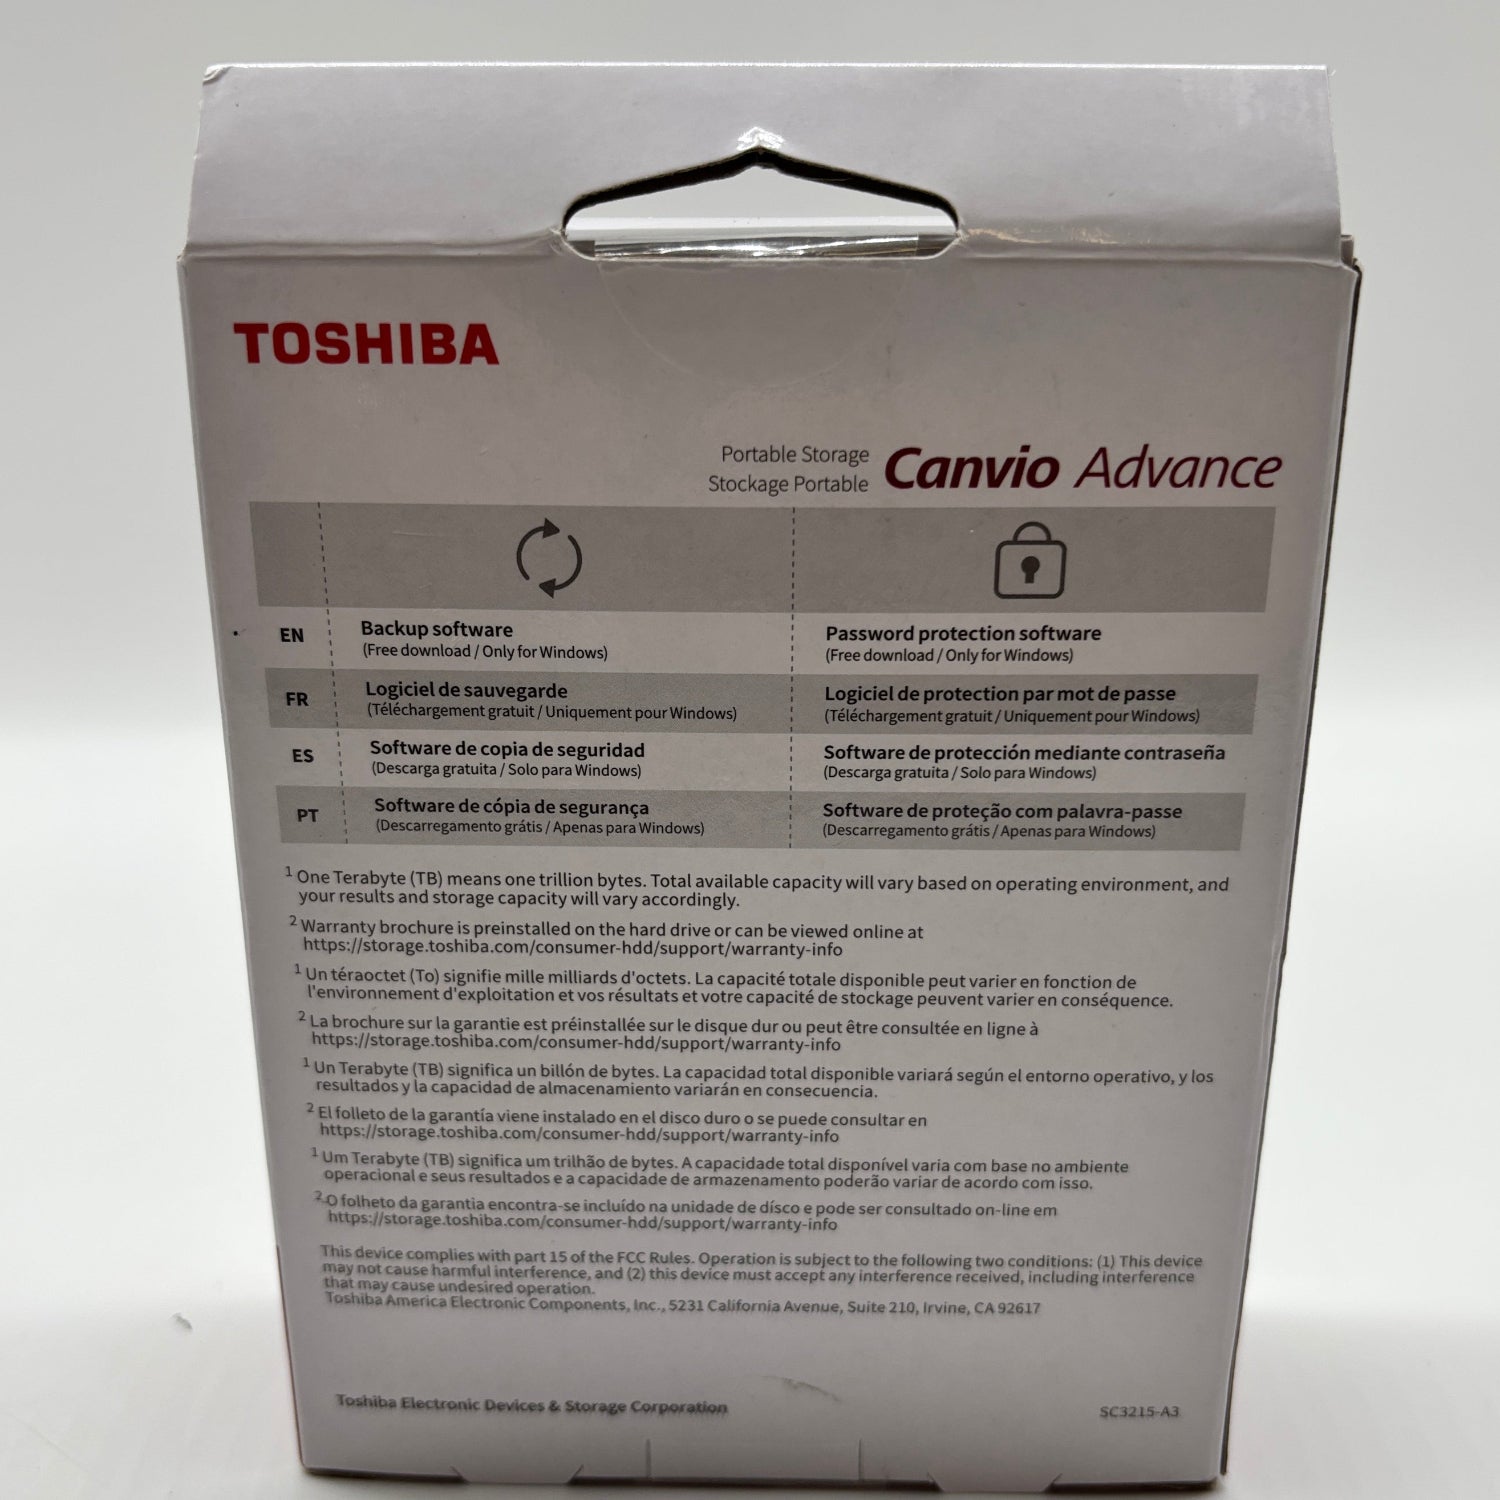 TOSHIBA
Portable Storage
Stockage Portable
Canvio Advance
EN
Backup software
(Free download / Only for Windows)
Password protection software
(Free download / Only for Windows)
FR
Logiciel de sauvegarde
(Téléchargement gratuit / Uniquement pour Windows)
Logiciel de protection par mot de passe
(Téléchargement gratuit / Uniquement pour Windows)
ES
Software de copia de seguridad
(Descarga gratuita / Solo para Windows)
Software de protección mediante contraseña
(Descarga gratuita / Solo para Windows)
PT
Software de cópia de segurança
(Descarregamento grátis / Apenas para Windows)
Software de proteção com palavra-passe
(Descarregamento grátis / Apenas para Windows)
1 One Terabyte (TB) means one trillion bytes. Total available capacity will vary based on operating environment, and
your results and storage capacity will vary accordingly.
2 Warranty brochure is preinstalled on the hard drive or can be viewed online at
https://storage.toshiba.com/consumer-hdd/support/warranty-info
1 Un téraoctet (To) signifie mille milliards d'octets. La capacité totale disponible peut varier en fonction de
l'environnement d'exploitation et vos résultats et votre capacité de stockage peuvent varier en conséquence.
2 La brochure sur la garantie est préinstallée sur le disque dur ou peut être consultée en ligne à
https://storage.toshiba.com/consumer-hdd/support/warranty-info
1 Un Terabyte (TB) significa un billón de bytes. La capacidad total disponible variará según el entorno operativo, y los
resultados y la capacidad de almacenamiento variarán en consecuencia.
2 El folleto de la garantía viene instalado en el disco duro o se puede consultar en
https://storage.toshiba.com/consumer-hdd/support/warranty-info
1 Um Terabyte (TB) significa um trilhão de bytes. A capacidade total disponível varia com base no ambiente
operacional e seus resultados e a capacidade de armazenamento poderão variar de acordo com isso.
2 O folheto da garantia encontra-se incluído na unidade de dísco e pode ser consultado on-line em
https://storage.toshiba.com/consumer-hdd/support/warranty-info
This device complies with part 15 of the FCC Rules. Operation is subject to the following two conditions: (1) This device
may not cause harmful interference, and (2) this device must accept any interference received, including interference
that may cause undesired operation.
Toshiba America Electronic Components, Inc., 5231 California Avenue, Suite 210, Irvine, CA 92617
Toshiba Electronic Devices & Storage Corporation
SC3215-A3